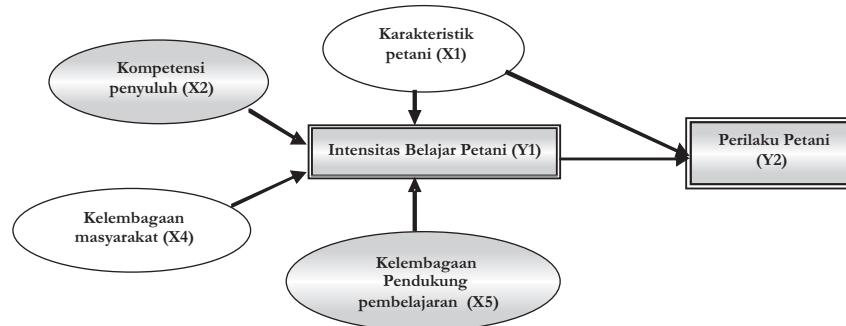 Karakteristik
petani (X1)
Kompetensi
penyuluh (X2)
Intensitas Belajar Petani (Y1)
Perilaku Petani
(Y2)
Kelembagaan
masyarakat (X4)
Kelembagaan
Pendukung
pembelajaran (X5)